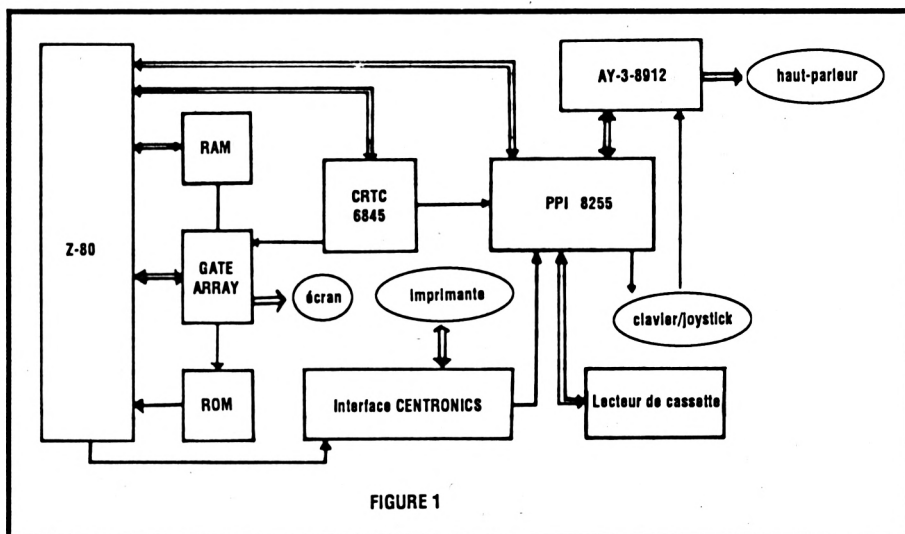 AY-3-8912
haut-parleur
RAM
CRTC
6845
PPI 8255
Z-80
GATE
ARRAY
écran
imprimante
clavier/joystick
ROM
Interface CENTRONICS
Lecteur de cassette
FIGURE 1